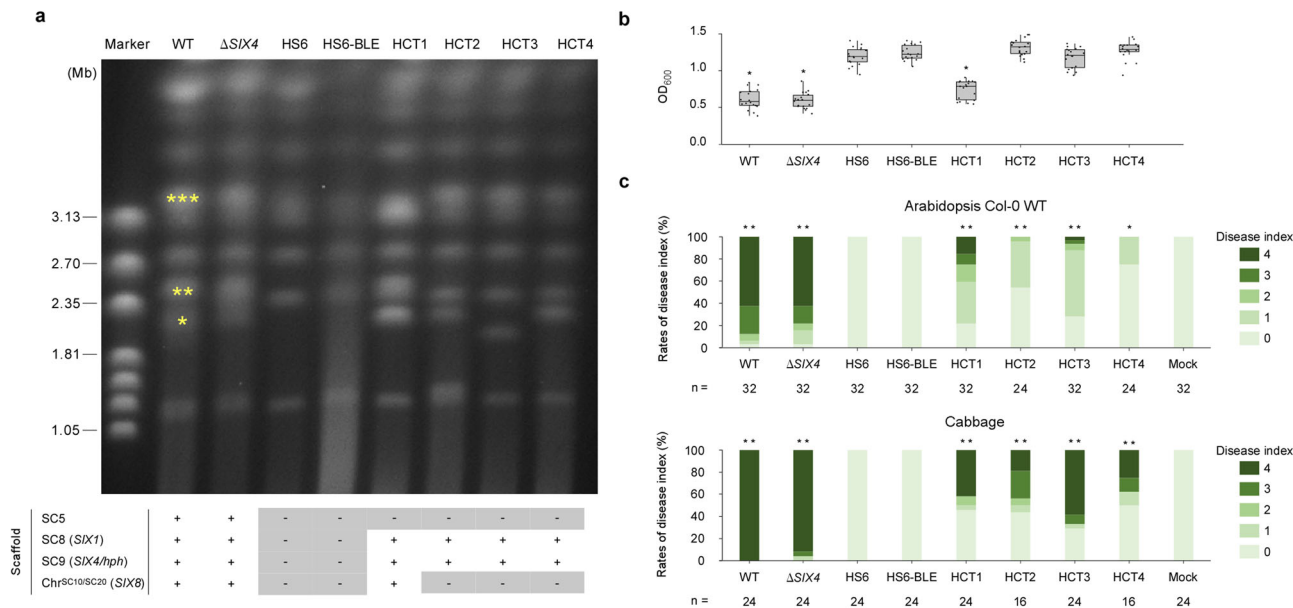 a
Marker WT ΔSIX4 HS6 HS6-BLE HCT1 HCT2 HCT3 HCT4
(Mb)
***
3.13
2.70
**
2.35
*
1.81
1.05
Scaffold
SC5 + + - - - - - -
SC8 (SIX1) + + - - + + + +
SC9 (SIX4/hph) + + - - + + + +
Chr^SC10/SC20 (SIX8) + + - - + - - -
b
OD600
1.5
1.0
0.5
0.0
* * *
WT ΔSIX4 HS6 HS6-BLE HCT1 HCT2 HCT3 HCT4
c
Arabidopsis Col-0 WT
Rates of disease index (%)
** ** ** ** ** *
100
80
60
40
20
0
Disease index
4
3
2
1
0
WT ΔSIX4 HS6 HS6-BLE HCT1 HCT2 HCT3 HCT4 Mock
n = 32 32 32 32 32 24 32 24 32
Cabbage
Rates of disease index (%)
** ** ** ** ** **
100
80
60
40
20
0
Disease index
4
3
2
1
0
WT ΔSIX4 HS6 HS6-BLE HCT1 HCT2 HCT3 HCT4 Mock
n = 24 24 24 24 24 16 24 16 24